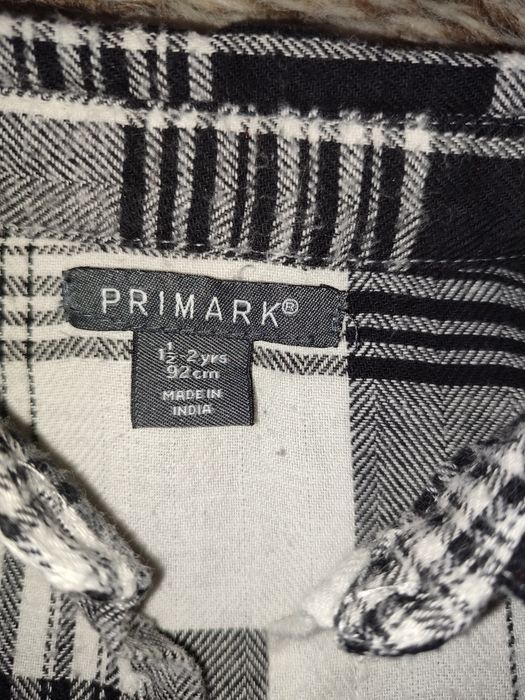 PRIMARK®
1½-2yrs
92cm
MADE IN
INDIA